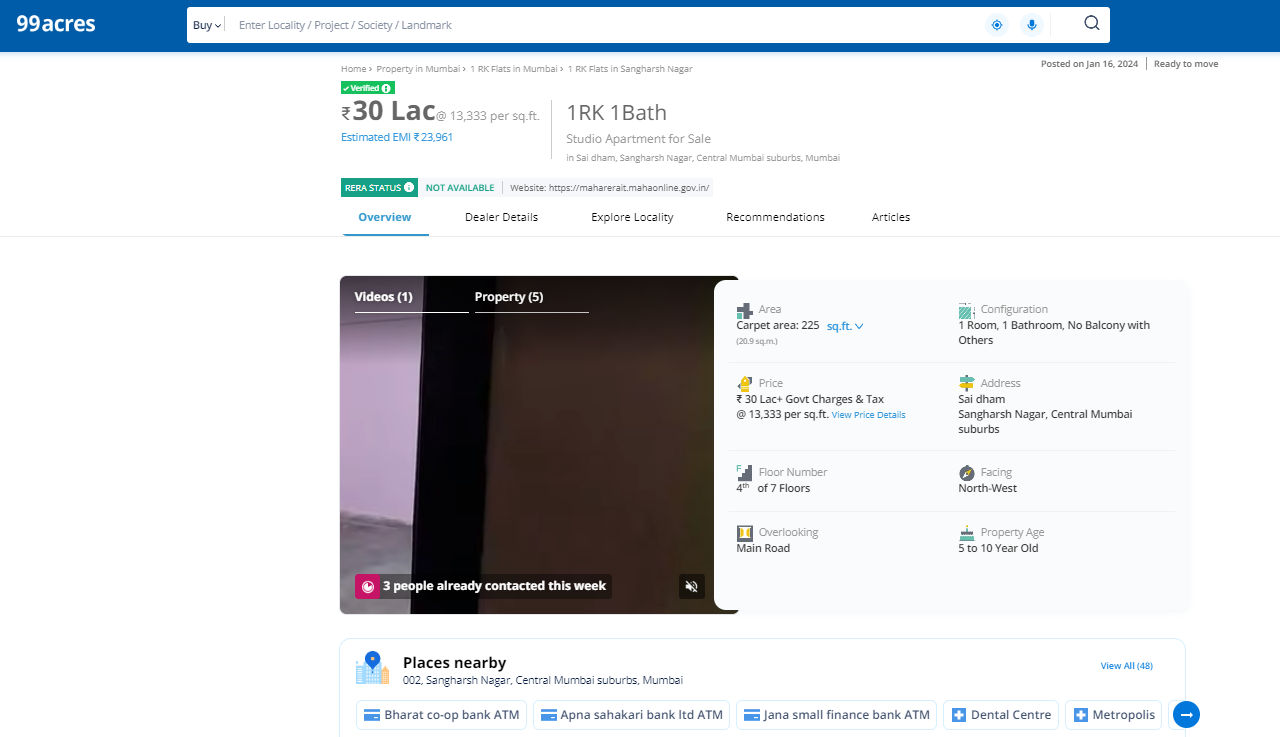 99acres
Buy
Enter Locality / Project / Society / Landmark
Home › Property in Mumbai › 1 RK Flats in Mumbai › 1 RK Flats in Sangharsh Nagar
Posted on Jan 16, 2024 | Ready to move
Verified
₹30 Lac @ 13,333 per sq.ft.
Estimated EMI ₹23,961
1RK 1Bath
Studio Apartment for Sale
in Sai dham, Sangharsh Nagar, Central Mumbai suburbs, Mumbai
RERA STATUS NOT AVAILABLE | Website: https://maharerait.mahaonline.gov.in/
Overview Dealer Details Explore Locality Recommendations Articles
Videos (1) Property (5)
3 people already contacted this week
Area
Carpet area: 225 sq.ft.
(20.9 sq.m.)
Configuration
1 Room, 1 Bathroom, No Balcony with
Others
Price
₹ 30 Lac+ Govt Charges & Tax
@ 13,333 per sq.ft. View Price Details
Address
Sai dham
Sangharsh Nagar, Central Mumbai
suburbs
Floor Number
4th of 7 Floors
Facing
North-West
Overlooking
Main Road
Property Age
5 to 10 Year Old
Places nearby
002, Sangharsh Nagar, Central Mumbai suburbs, Mumbai
View All (48)
Bharat co-op bank ATM Apna sahakari bank ltd ATM Jana small finance bank ATM Dental Centre Metropolis